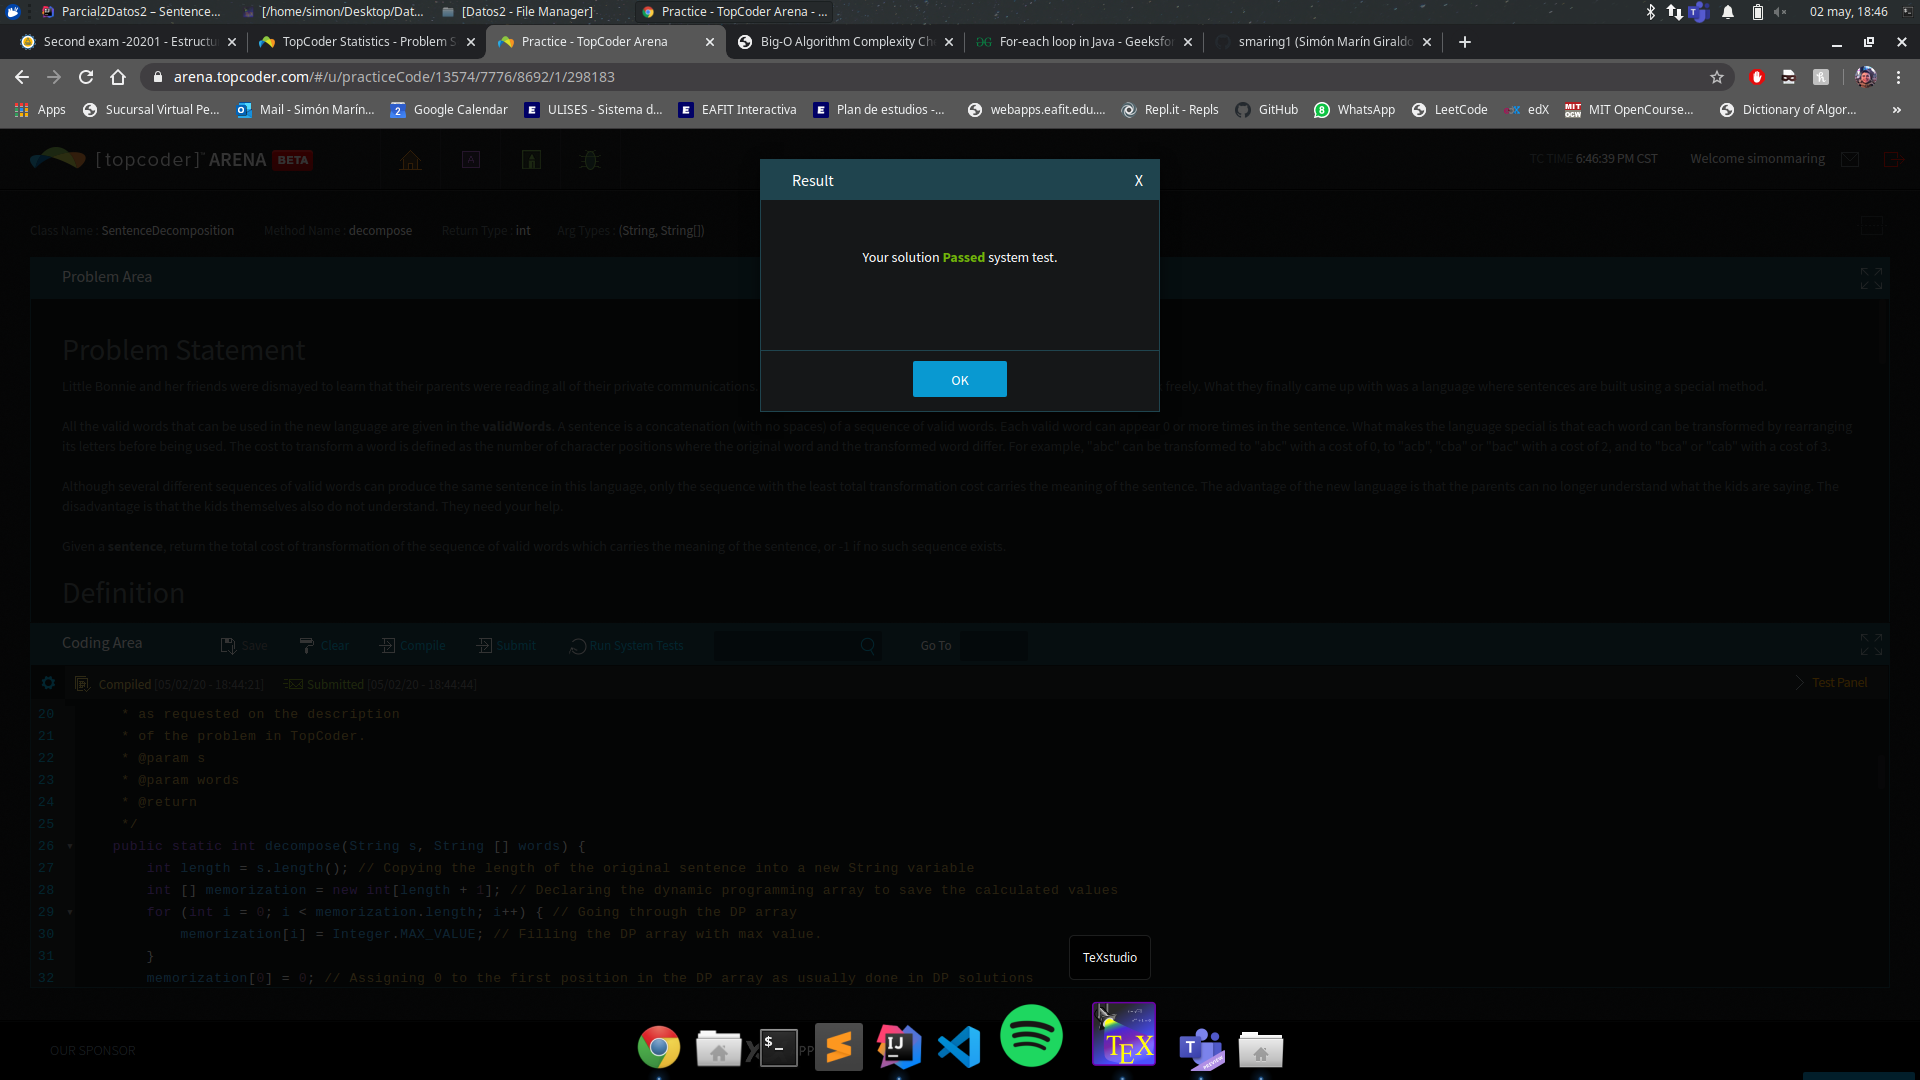 Parcial2Datos2 – Sentence... [/home/simon/Desktop/Dat... [Datos2 - File Manager] Practice - TopCoder Arena - ... 02 may, 18:46
Second exam -20201 - Estructu TopCoder Statistics - Problem S Practice - TopCoder Arena Big-O Algorithm Complexity Ch For-each loop in Java - Geeksfor smaring1 (Simón Marín Giraldo
arena.topcoder.com/#/u/practiceCode/13574/7776/8692/1/298183
Apps Sucursal Virtual Pe... Mail - Simón Marín... Google Calendar ULISES - Sistema d... EAFIT Interactiva Plan de estudios -... webapps.eafit.edu.... Repl.it - Repls GitHub WhatsApp LeetCode edX MIT OpenCourse... Dictionary of Algor... »
[topcoder]™ ARENA BETA TC TIME 6:46:39 PM CST Welcome simonmaring
Result X
Your solution Passed system test.
OK
Class Name : SentenceDecomposition Method Name : decompose Return Type : int Arg Types : (String, String[])
Problem Area
Problem Statement
Little Bonnie and her friends were dismayed to learn that their parents were reading all of their private communications. freely. What they finally came up with was a language where sentences are built using a special method.
All the valid words that can be used in the new language are given in the validWords. A sentence is a concatenation (with no spaces) of a sequence of valid words. Each valid word can appear 0 or more times in the sentence. What makes the language special is that each word can be transformed by rearranging
its letters before being used. The cost to transform a word is defined as the number of character positions where the original word and the transformed word differ. For example, "abc" can be transformed to "abc" with a cost of 0, to "acb", "cba" or "bac" with a cost of 2, and to "bca" or "cab" with a cost of 3.
Although several different sequences of valid words can produce the same sentence in this language, only the sequence with the least total transformation cost carries the meaning of the sentence. The advantage of the new language is that the parents can no longer understand what the kids are saying. The
disadvantage is that the kids themselves also do not understand. They need your help.
Given a sentence, return the total cost of transformation of the sequence of valid words which carries the meaning of the sentence, or -1 if no such sequence exists.
Definition
Coding Area Save Clear Compile Submit Run System Tests Go To
Compiled [05/02/20 - 18:44:21] Submitted [05/02/20 - 18:44:44] Test Panel
20 * as requested on the description
21 * of the problem in TopCoder.
22 * @param s
23 * @param words
24 * @return
25 */
26 public static int decompose(String s, String [] words) {
27 int length = s.length(); // Copying the length of the original sentence into a new String variable
28 int [] memorization = new int[length + 1]; // Declaring the dynamic programming array to save the calculated values
29 for (int i = 0; i < memorization.length; i++) { // Going through the DP array
30 memorization[i] = Integer.MAX_VALUE; // Filling the DP array with max value.
31 }
32 memorization[0] = 0; // Assigning 0 to the first position in the DP array as usually done in DP solutions
TeXstudio
OUR SPONSOR